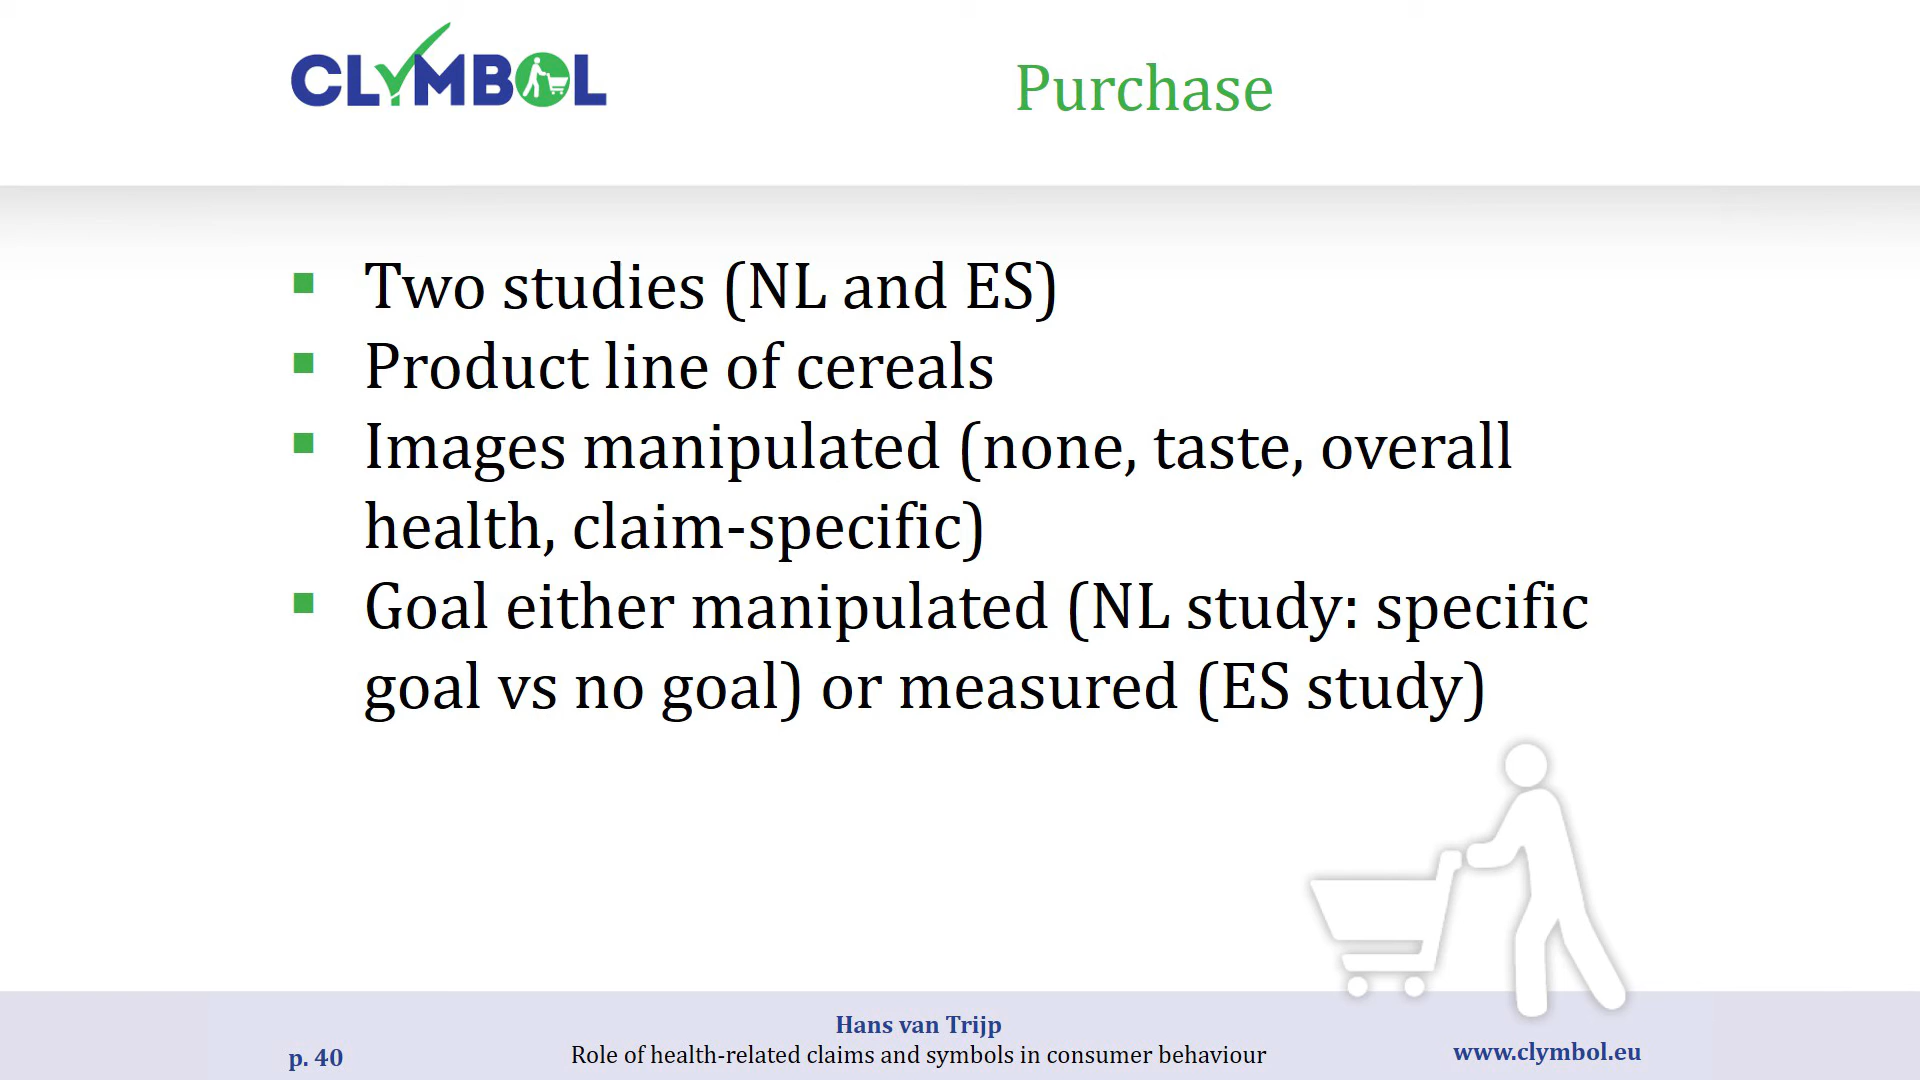 CLYMBOL
Purchase
▪ Two studies (NL and ES)
▪ Product line of cereals
▪ Images manipulated (none, taste, overall
health, claim-specific)
▪ Goal either manipulated (NL study: specific
goal vs no goal) or measured (ES study)
Hans van Trijp
p. 40
Role of health-related claims and symbols in consumer behaviour
www.clymbol.eu